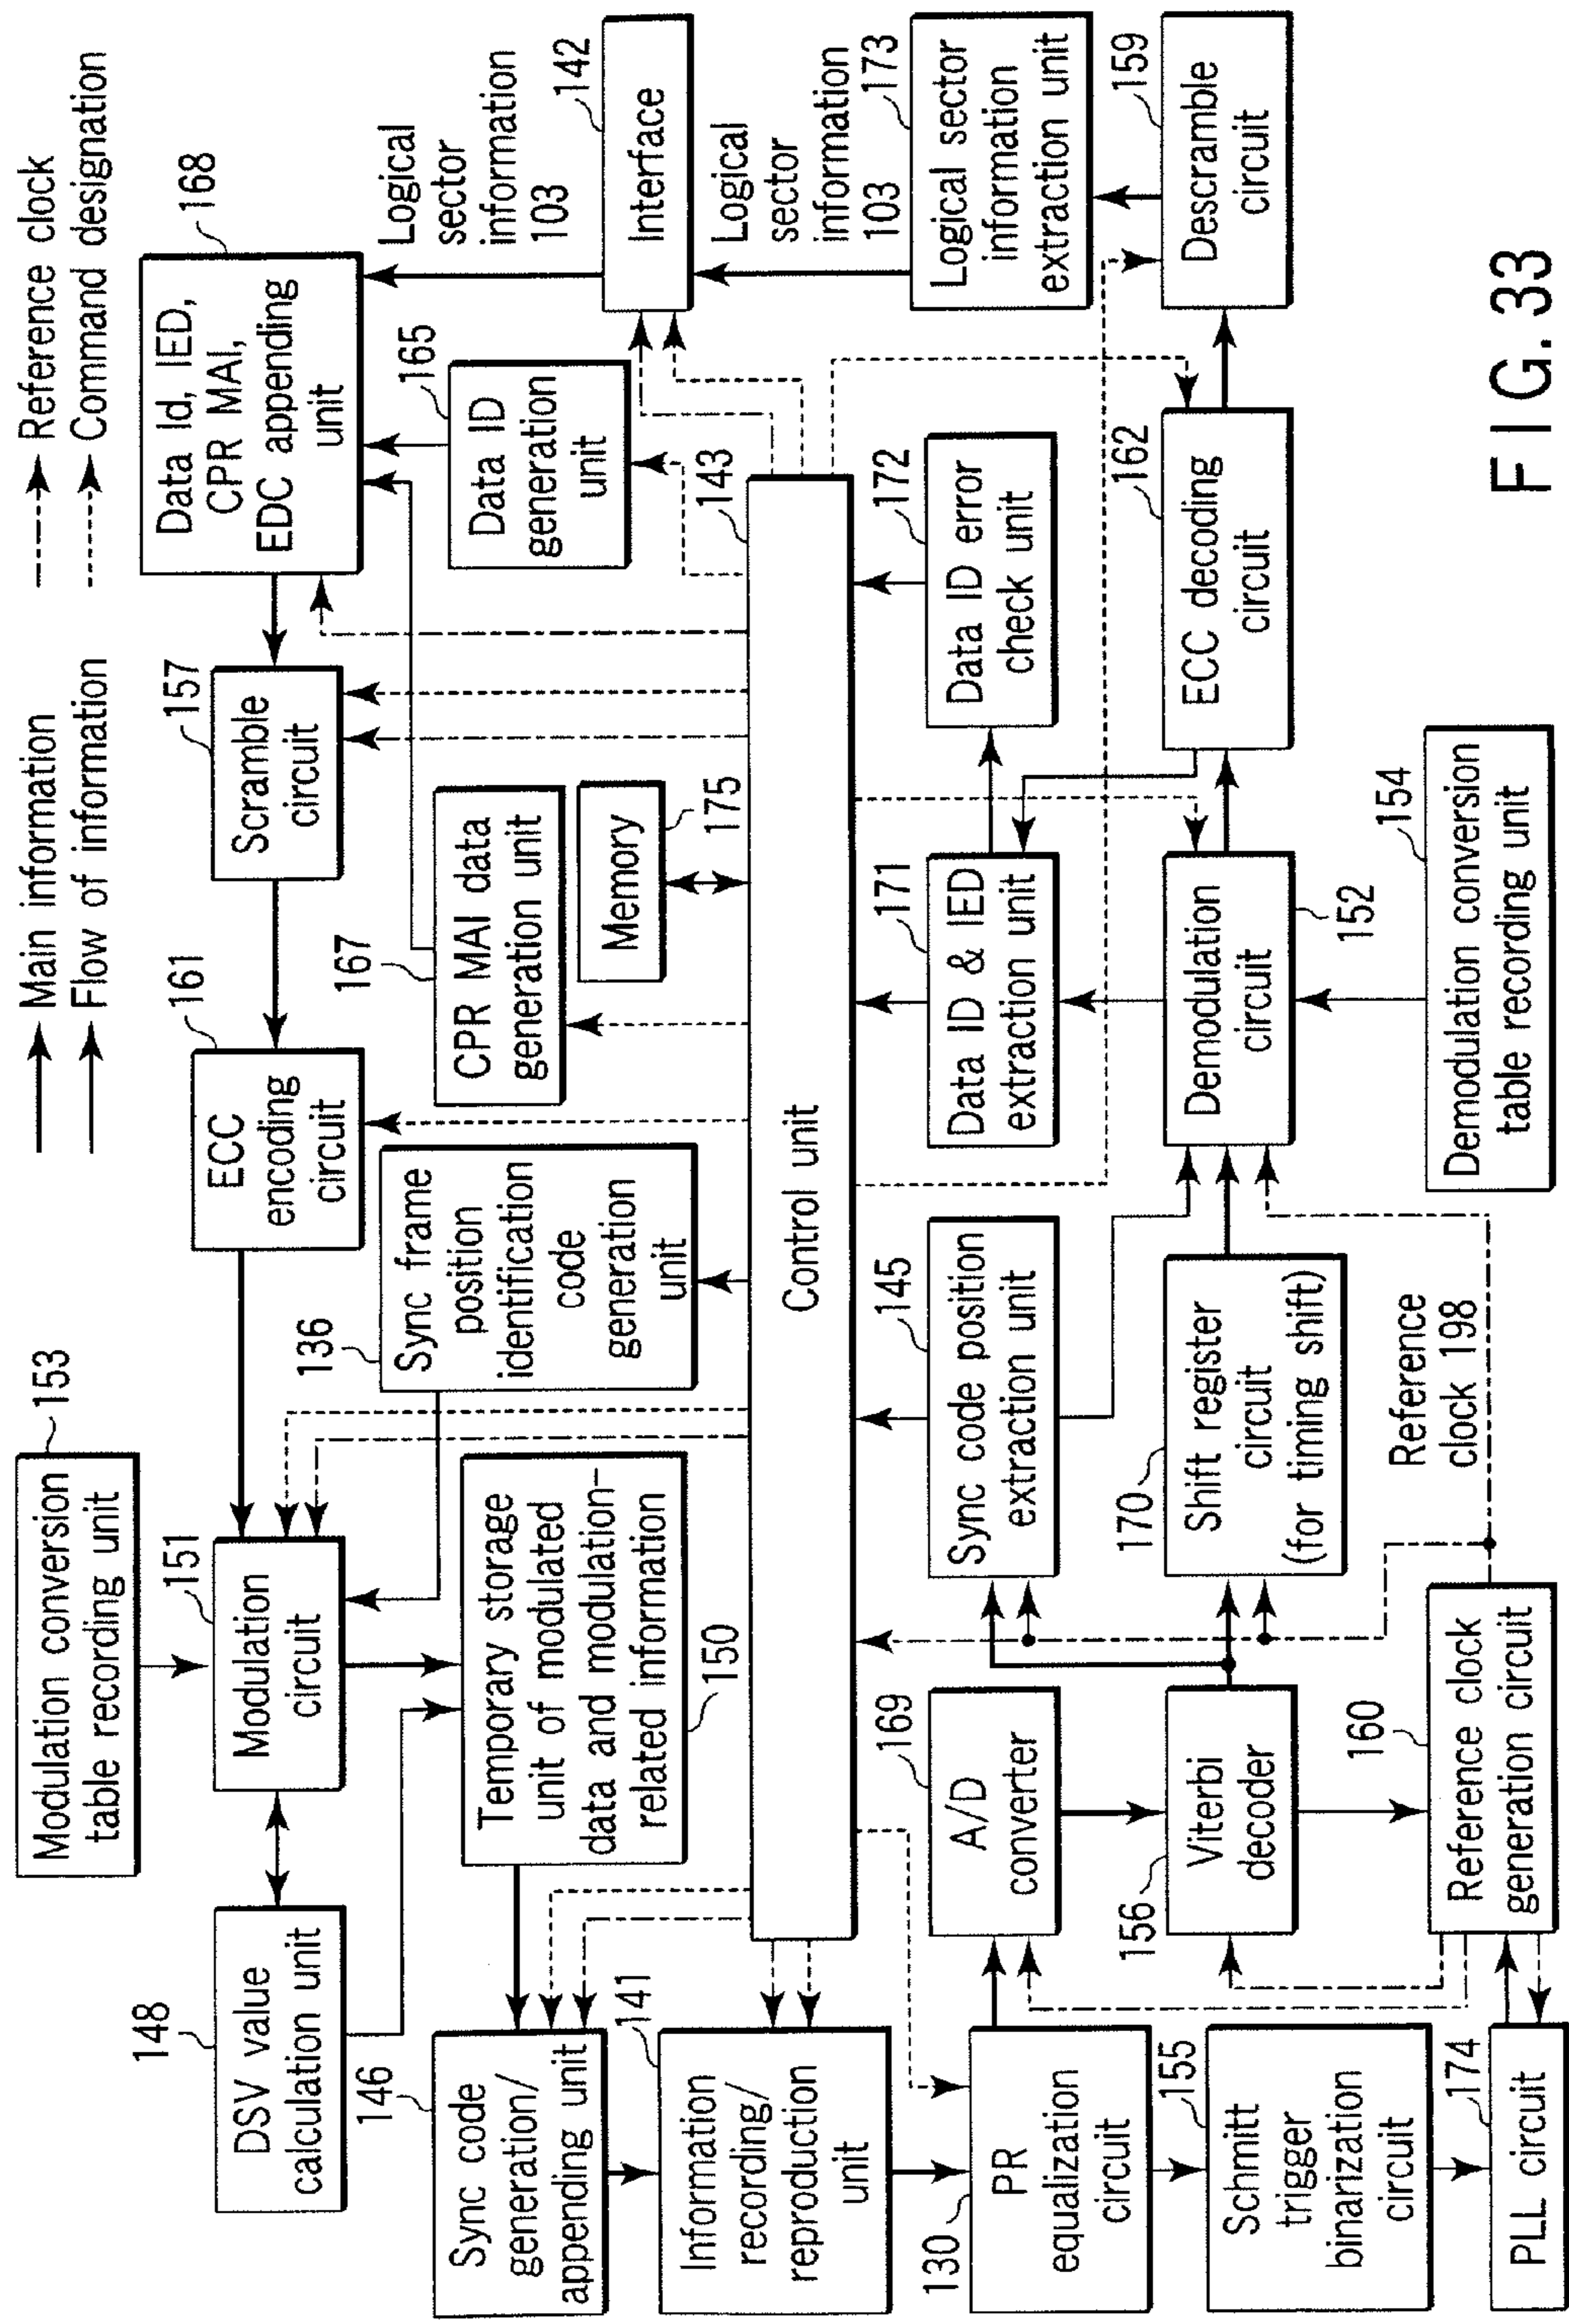 Main information
Flow of information
Reference clock
Command designation
Modulation conversion
table recording unit
153
DSV value
calculation unit
148
Modulation
circuit
151
ECC
encoding
circuit
161
Scramble
circuit
157
Data Id, IED,
CPR MAI,
EDC appending
unit
168
Sync code
generation/
appending unit
146
Temporary storage
unit of modulated
data and modulation-
related information
150
Sync frame
position
identification
code
generation
unit
136
CPR MAI data
generation unit
167
Memory
175
Data ID
generation
unit
165
Logical
sector
information
103
Interface
142
Logical
sector
information
103
Information
recording/
reproduction
unit
141
Control unit
143
PR
equalization
circuit
130
A/D
converter
169
Sync code position
extraction unit
145
Data ID & IED
extraction unit
171
Data ID error
check unit
172
Logical sector
information
extraction unit
173
Schmitt
trigger
binarization
circuit
155
Viterbi
decoder
156
Shift register
circuit
(for timing shift)
170
Demodulation
circuit
152
ECC decoding
circuit
162
Descramble
circuit
159
PLL circuit
174
Reference clock
generation circuit
160
Reference
clock 198
Demodulation conversion
table recording unit
154
FIG. 33